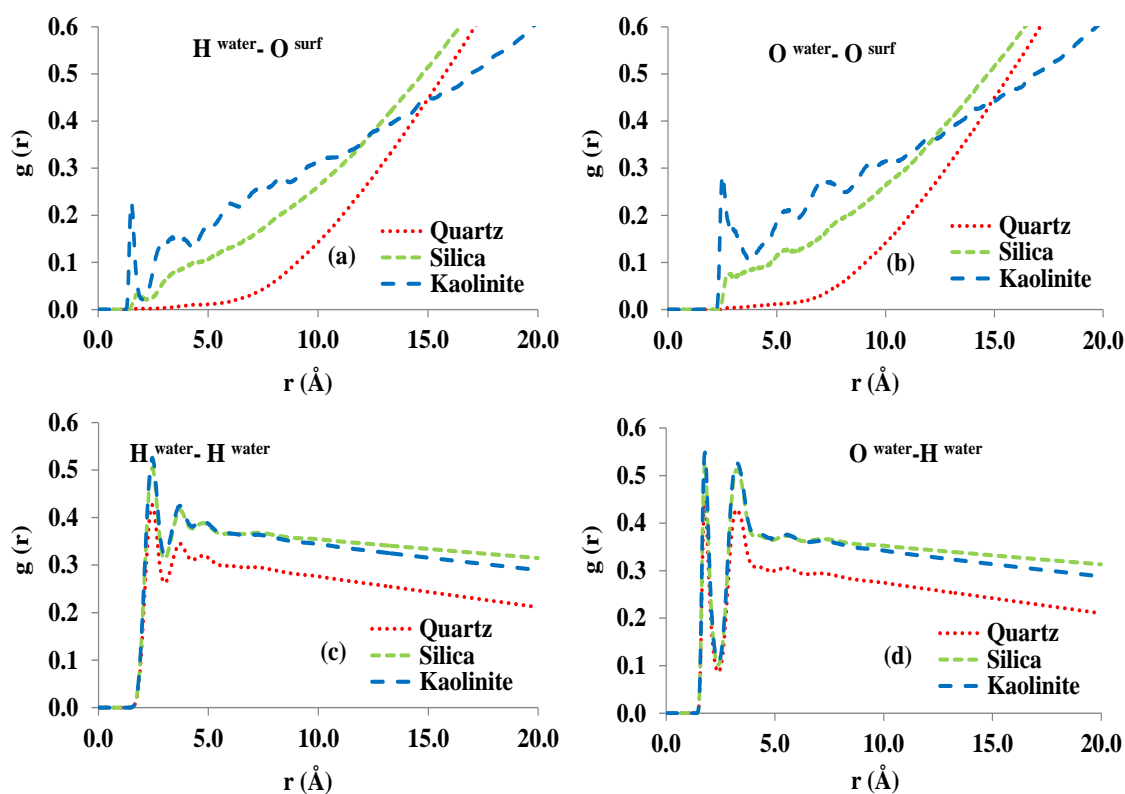 H water- O surf
g (r)
0.6
0.5
0.4
0.3
0.2
0.1
0.0
Quartz
Silica
Kaolinite
(a)
0.0 5.0 10.0 15.0 20.0
r (Å)
O water- O surf
g (r)
0.6
0.5
0.4
0.3
0.2
0.1
0.0
Quartz
Silica
Kaolinite
(b)
0.0 5.0 10.0 15.0 20.0
r (Å)
H water- H water
g (r)
0.6
0.5
0.4
0.3
0.2
0.1
0.0
Quartz
Silica
Kaolinite
(c)
0.0 5.0 10.0 15.0 20.0
r (Å)
O water-H water
g (r)
0.6
0.5
0.4
0.3
0.2
0.1
0.0
Quartz
Silica
Kaolinite
(d)
0.0 5.0 10.0 15.0 20.0
r (Å)